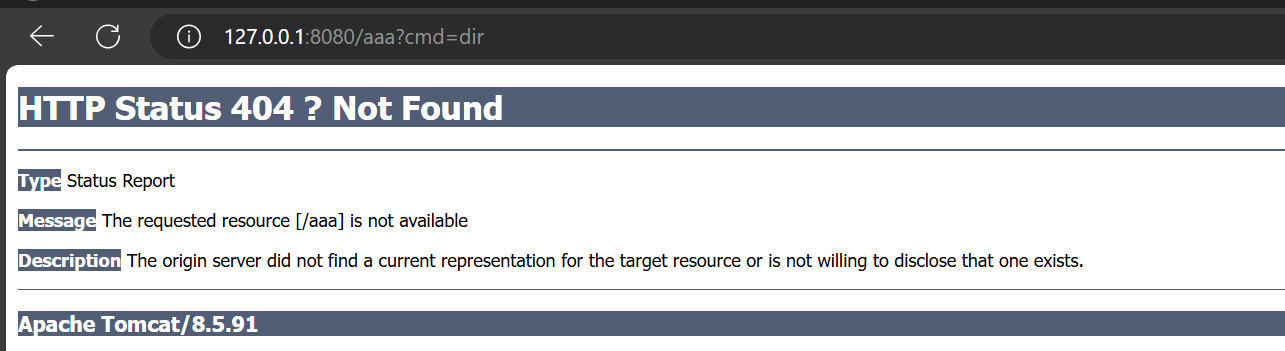 127.0.0.1:8080/aaa?cmd=dir
HTTP Status 404 ? Not Found
Type Status Report
Message The requested resource [/aaa] is not available
Description The origin server did not find a current representation for the target resource or is not willing to disclose that one exists.
Apache Tomcat/8.5.91